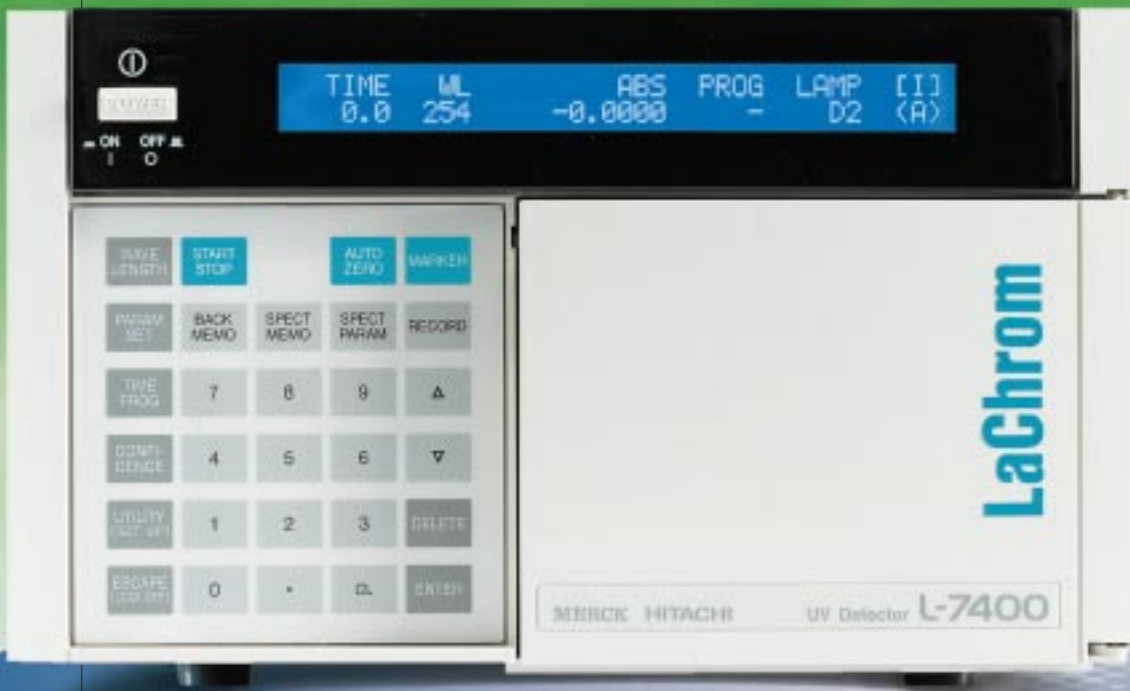 POWER
ON OFF
I O
TIME WL ABS PROG LAMP [I]
0.0 254 -0.0000 - D2 (A)
WAVE LENGTH
START STOP
AUTO ZERO
MARKER
PARAM SET
BACK MEMO
SPECT MEMO
SPECT PARAM
RECORD
TIME PROG
7 8 9 △
CONFI-DENCE
4 5 6 ▽
UTILITY
1 2 3 DELETE
ESCAPE
0 • CL ENTER
LaChrom
MERCK HITACHI UV Detector L-7400